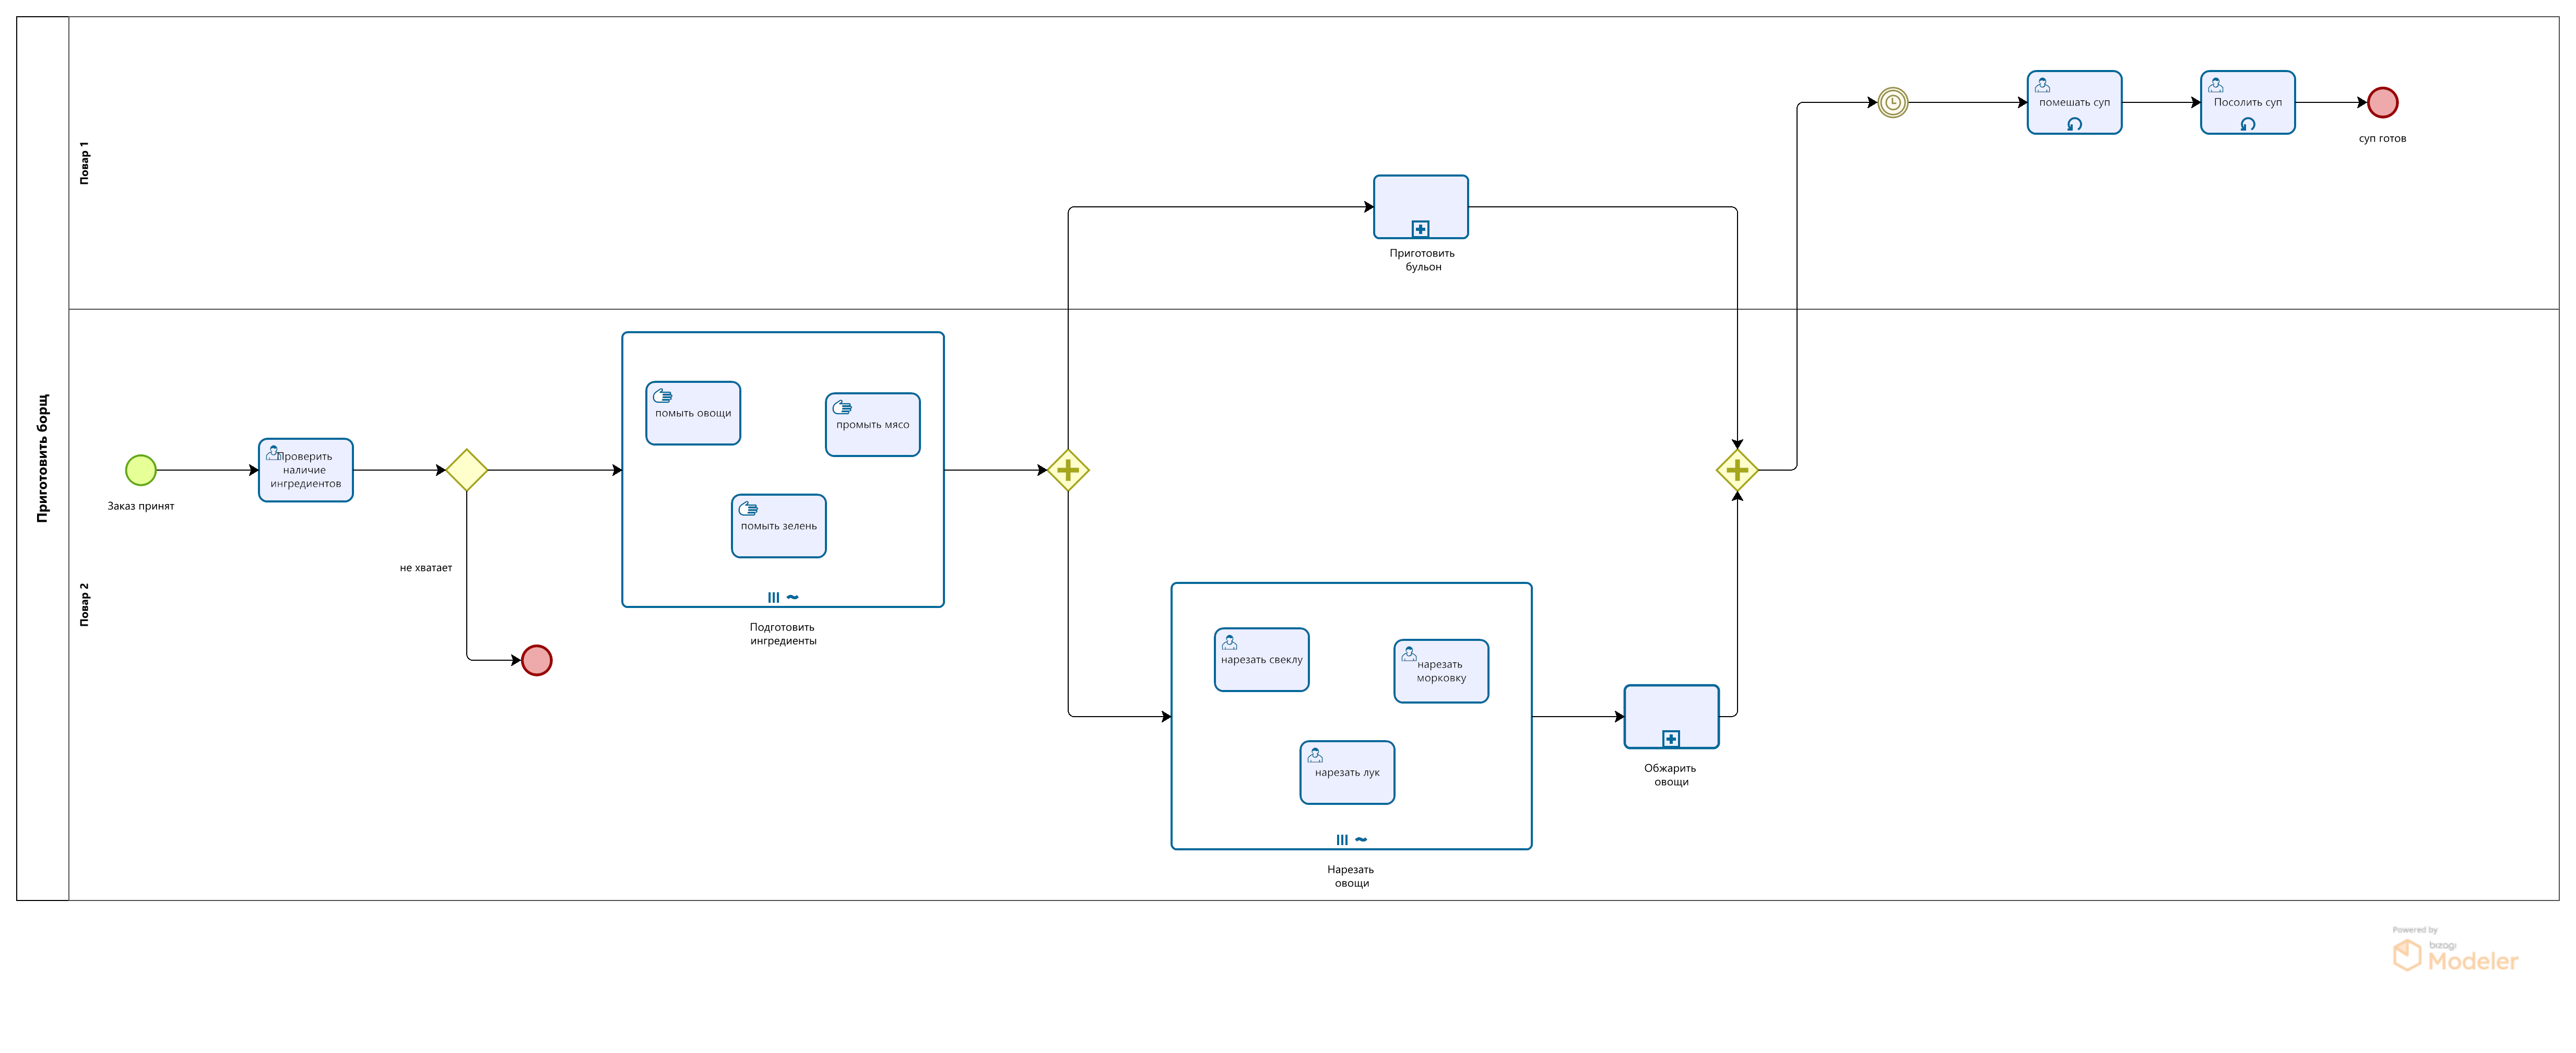 Приготовить борщ
Повар 1
помешать суп
Посолить суп
суп готов
Приготовить
бульон
Повар 2
Заказ принят
Проверить
наличие
ингредиентов
не хватает
помыть овощи
промыть мясо
помыть зелень
Подготовить
ингредиенты
нарезать свеклу
нарезать
морковку
нарезать лук
Нарезать
овощи
Обжарить
овощи
Powered by
bizagi
Modeler